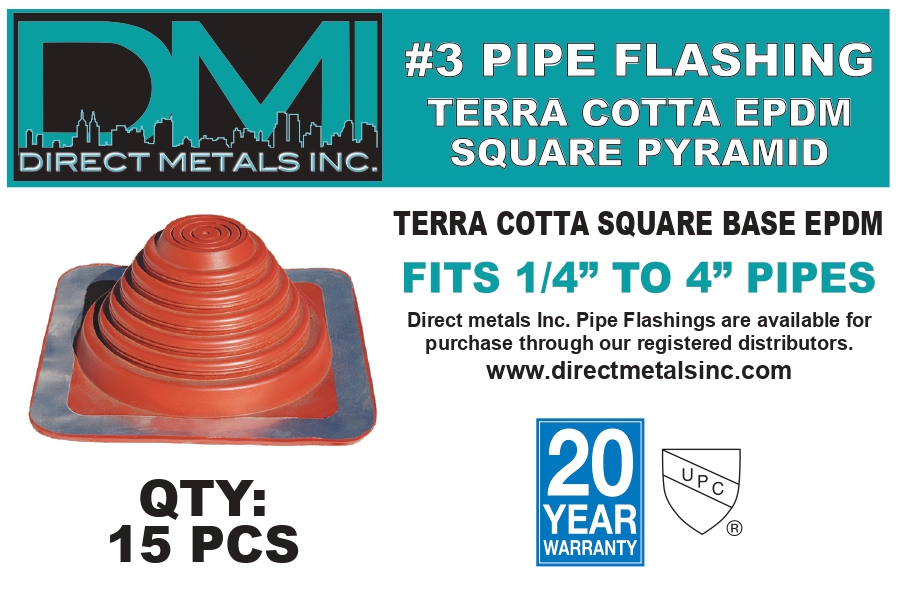 DMI
DIRECT METALS INC.
#3 PIPE FLASHING
TERRA COTTA EPDM
SQUARE PYRAMID
TERRA COTTA SQUARE BASE EPDM
FITS 1/4” TO 4” PIPES
Direct metals Inc. Pipe Flashings are available for
purchase through our registered distributors.
www.directmetalsinc.com
QTY:
15 PCS
20
YEAR
WARRANTY
UPC
®